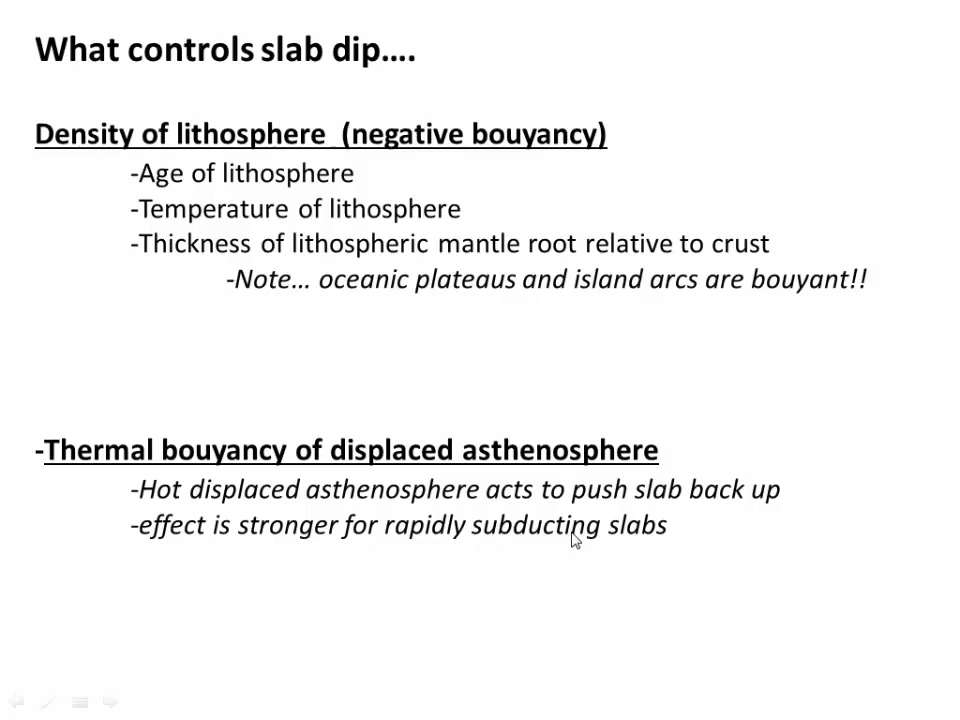 What controls slab dip....
Density of lithosphere (negative bouyancy)
-Age of lithosphere
-Temperature of lithosphere
-Thickness of lithospheric mantle root relative to crust
-Note... oceanic plateaus and island arcs are bouyant!!
-Thermal bouyancy of displaced asthenosphere
-Hot displaced asthenosphere acts to push slab back up
-effect is stronger for rapidly subducting slabs